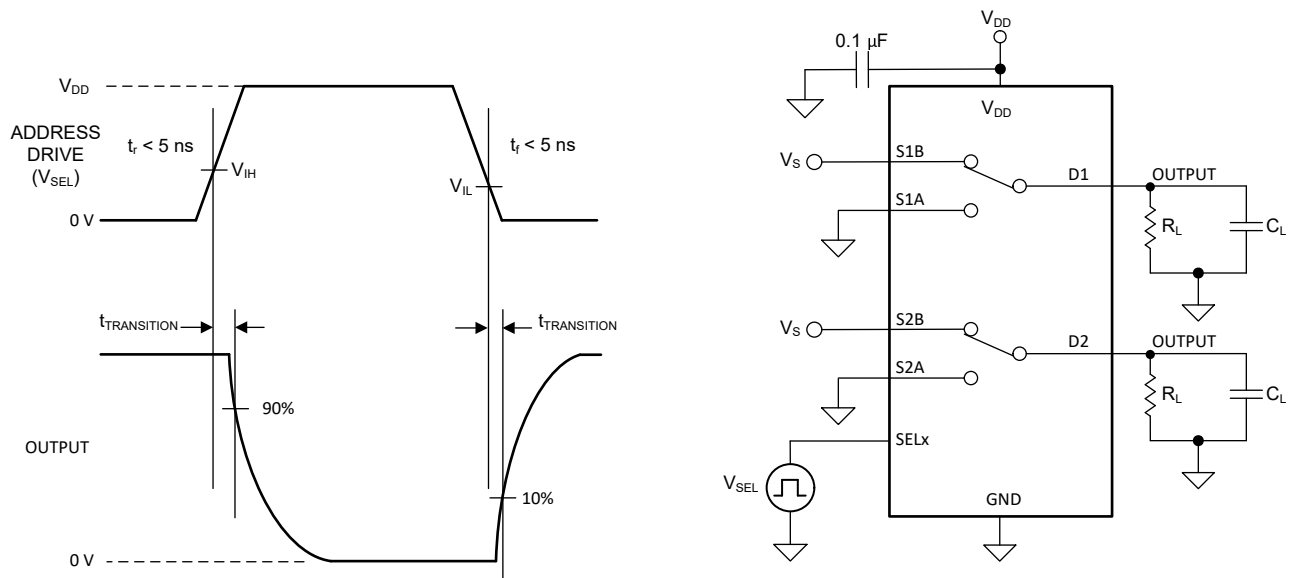 V_DD
ADDRESS
DRIVE
(V_SEL)
t_r < 5 ns
V_IH
t_f < 5 ns
V_IL
0 V
t_TRANSITION
t_TRANSITION
90%
OUTPUT
10%
0 V
V_DD
0.1 µF
V_DD
V_S
S1B
D1
OUTPUT
S1A
R_L
C_L
V_S
S2B
D2
OUTPUT
S2A
R_L
C_L
SELx
V_SEL
GND